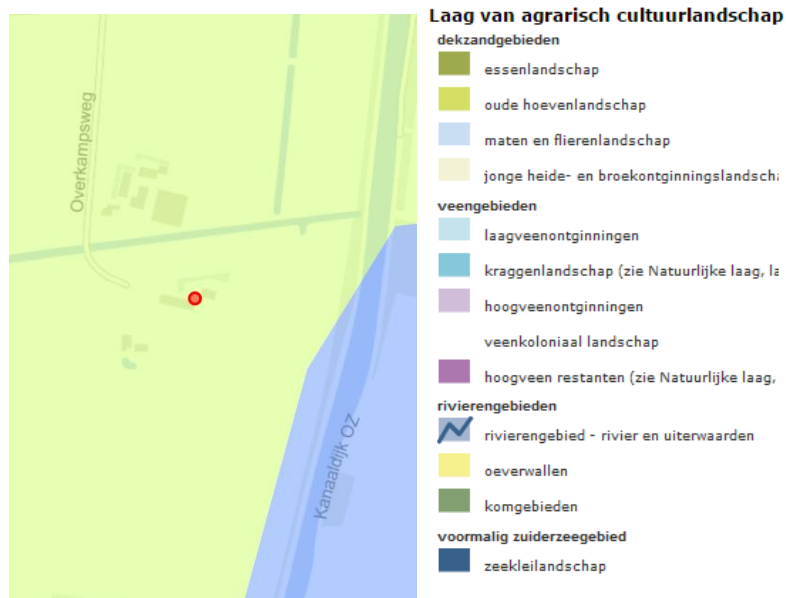 Overkampsweg
Kanaaldijk OZ
Laag van agrarisch cultuurlandschap
dekzandgebieden
essenlandschap
oude hoevenlandschap
maten en flierenlandschap
jonge heide- en broekontginningslandscha
veengebieden
laagveenontginningen
kraggenlandschap (zie Natuurlijke laag, la
hoogveenontginningen
veenkoloniaal landschap
hoogveen restanten (zie Natuurlijke laag,
rivierengebieden
rivierengebied - rivier en uiterwaarden
oeverwallen
komgebieden
voormalig zuiderzeegebied
zeekleilandschap